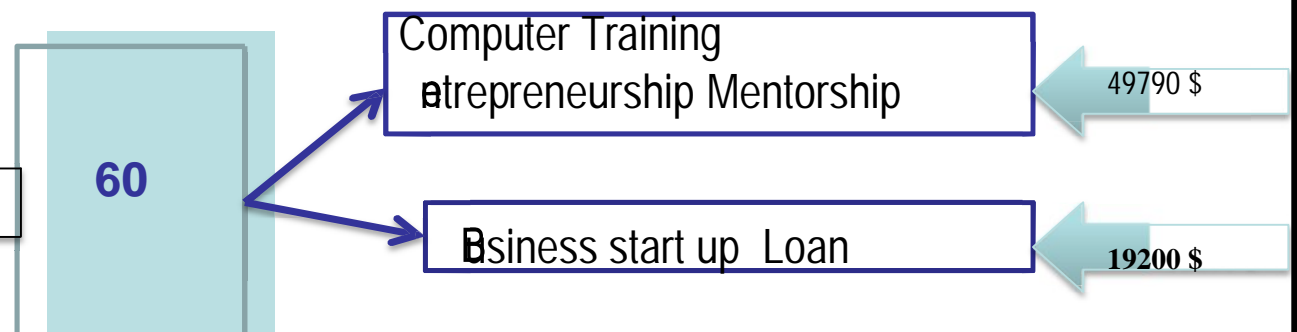 Computer Training
entrepreneurship Mentorship
49790 $
60
Business start up Loan
19200 $